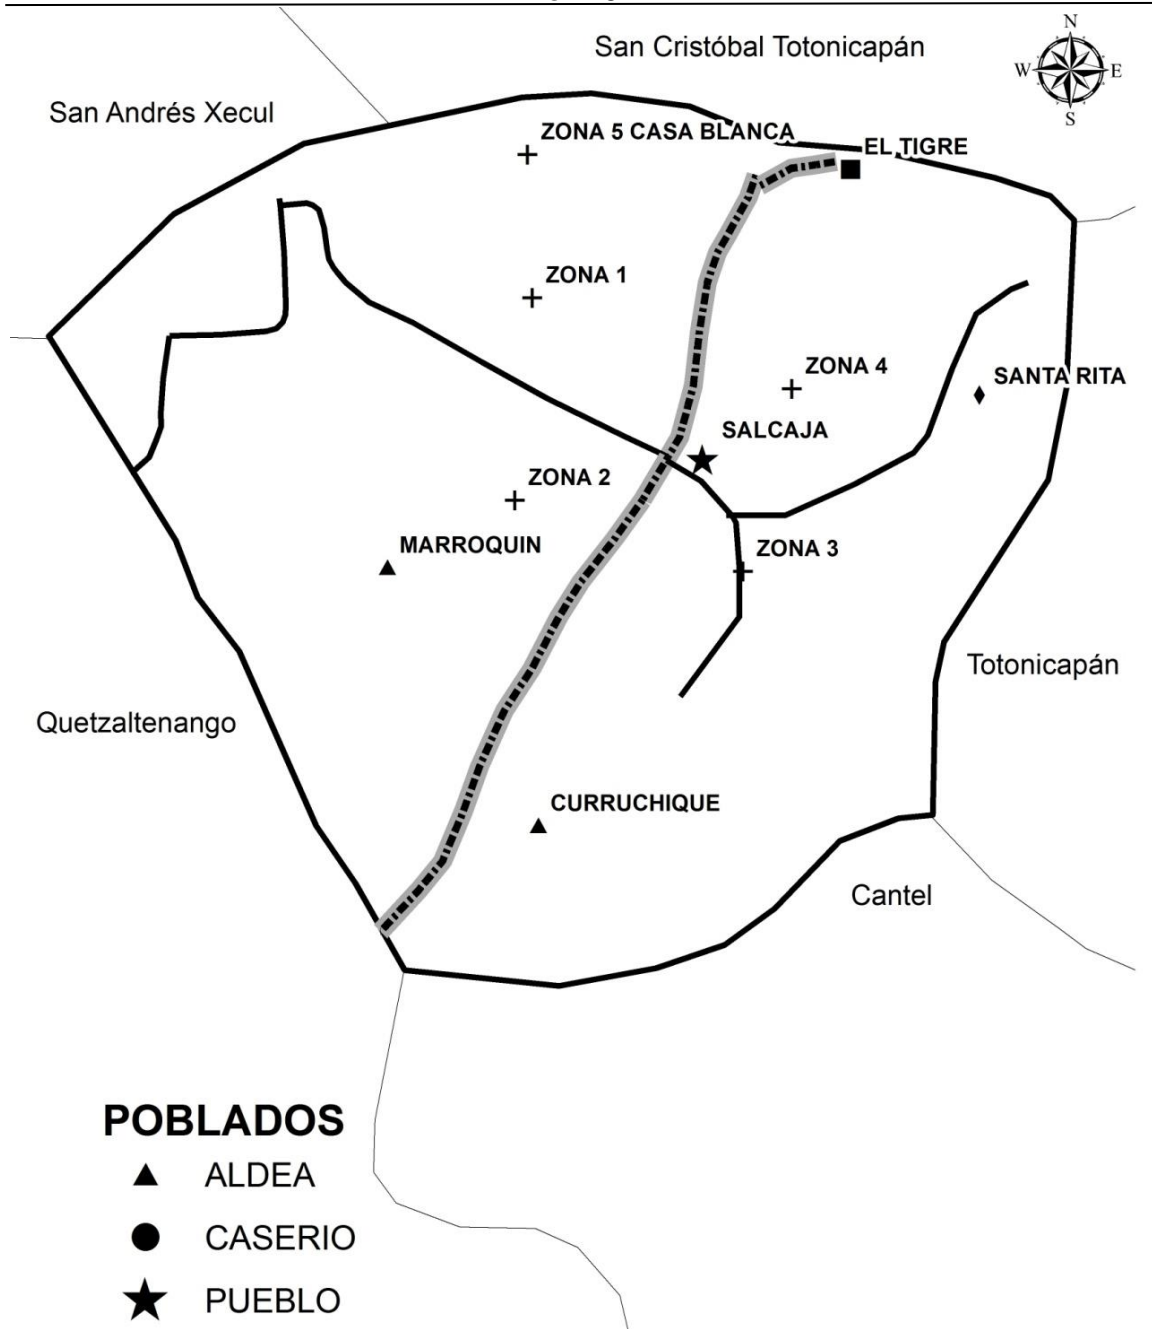 N
San Cristóbal Totonicapán
W E
San Andrés Xecul
S
ZONA 5 CASA BLANCA
EL TIGRE
ZONA 1
ZONA 4
SANTA RITA
SALCAJA
ZONA 2
MARROQUIN
ZONA 3
Totonicapán
Quetzaltenango
CURRUCHIQUE
Cantel
POBLADOS
ALDEA
CASERIO
PUEBLO